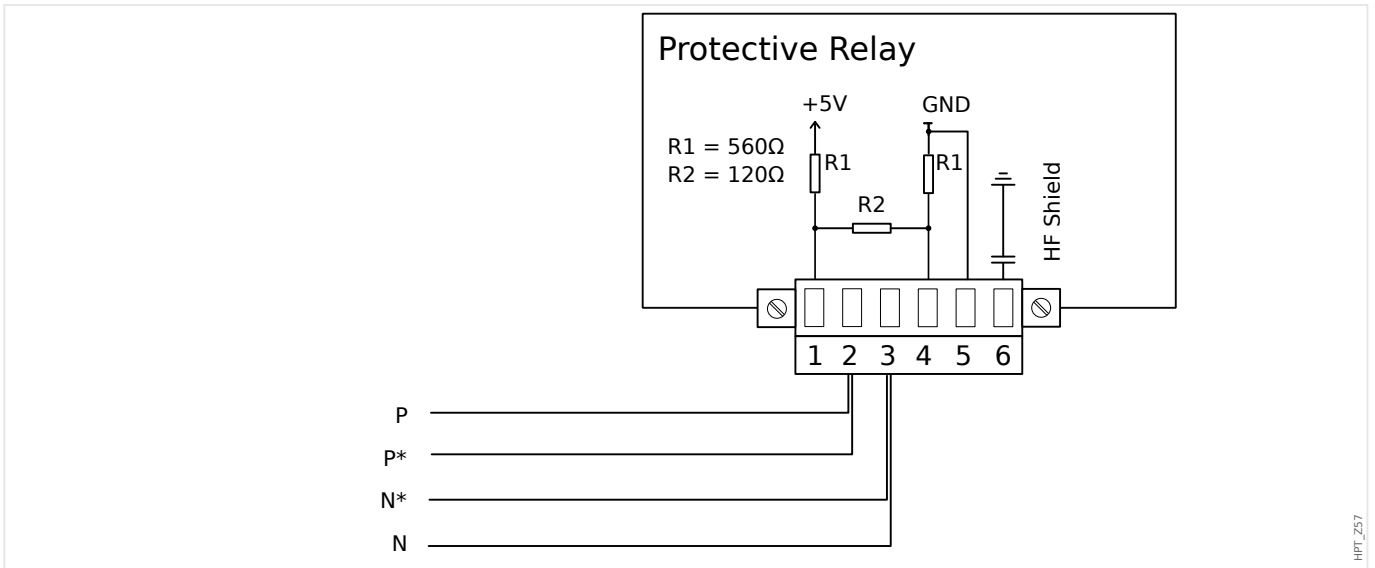 Protective Relay
+5V
GND
R1 = 560Ω
R2 = 120Ω
R1
R1
R2
HF Shield
1 2 3 4 5 6
P
P*
N*
N
HPT_Z57